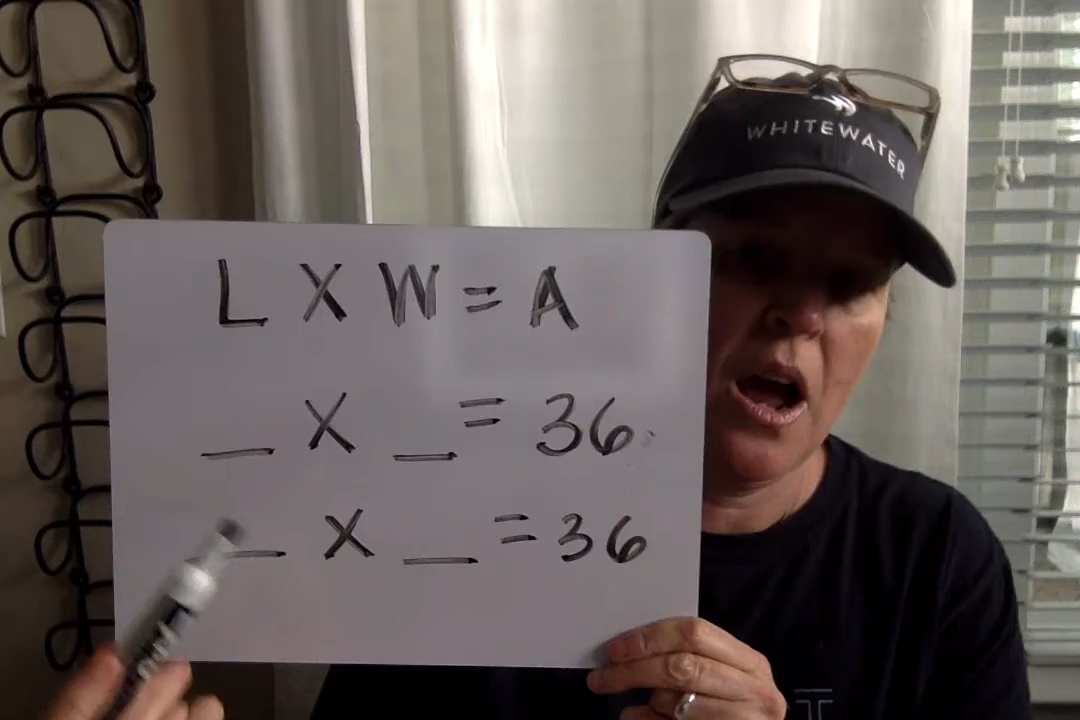 WHITEWATER
L X W = A
_ X _ = 36
_ X _ = 36